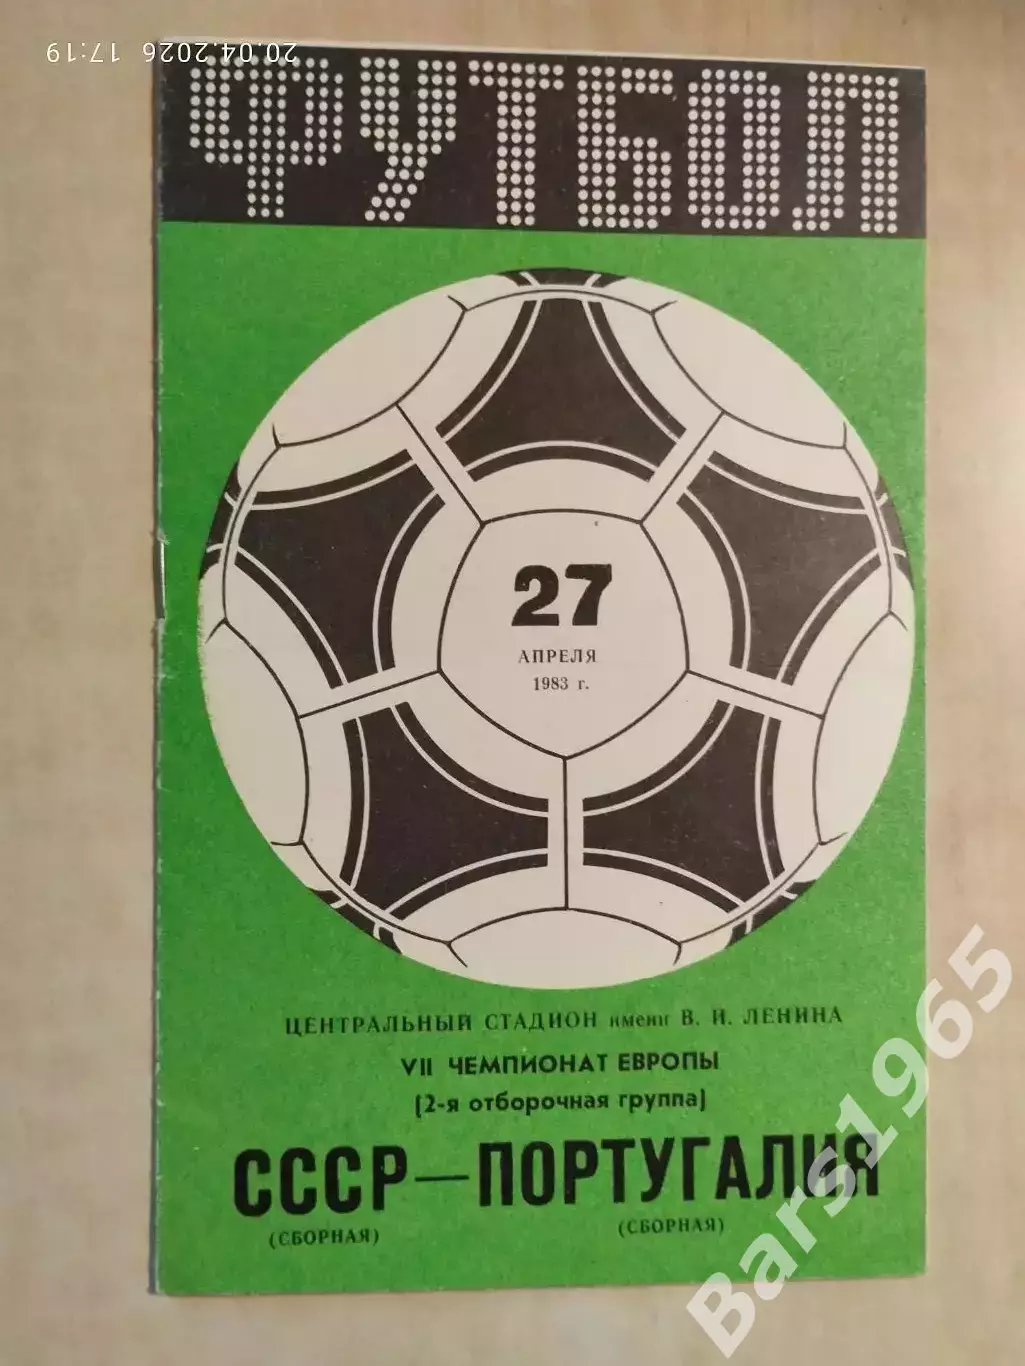 20.04.2026 17:19
ФУТБОЛ
27
АПРЕЛЯ
1983 г.
ЦЕНТРАЛЬНЫЙ СТАДИОН имени В. И. ЛЕНИНА
VII ЧЕМПИОНАТ ЕВРОПЫ
(2-я отборочная группа)
СССР—ПОРТУГАЛИЯ
(СБОРНАЯ) (СБОРНАЯ)
Bars1965